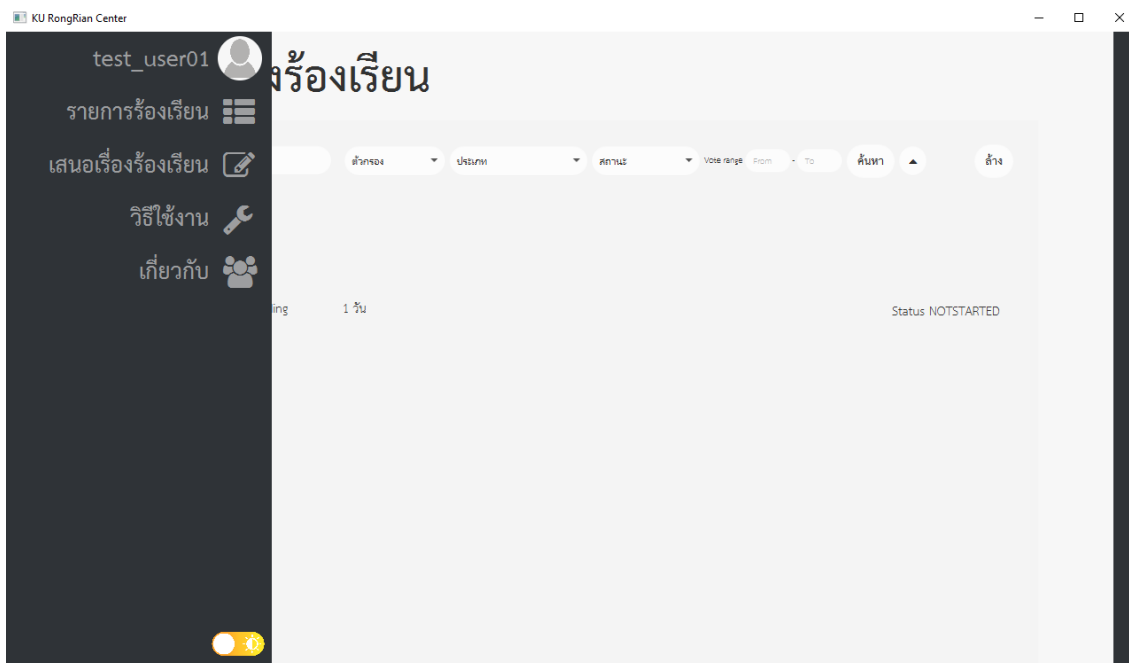 KU RongRian Center
test_user01
รายการร้องเรียน
เสนอเรื่องร้องเรียน
วิธีใช้งาน
เกี่ยวกับ
งร้องเรียน
ตัวกรอง ประเภท สถานะ Vote range From - To ค้นหา ล้าง
ling 1 วัน Status NOTSTARTED